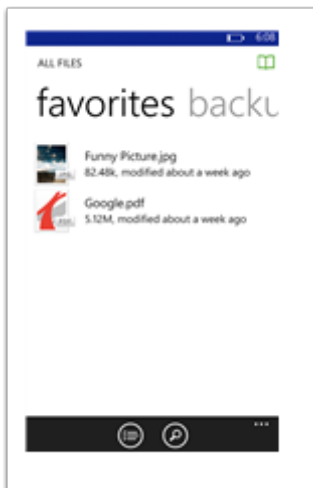 6:08
ALL FILES
favorites backu
Funny Picture.jpg
82.48k, modified about a week ago
Google.pdf
5.12M, modified about a week ago